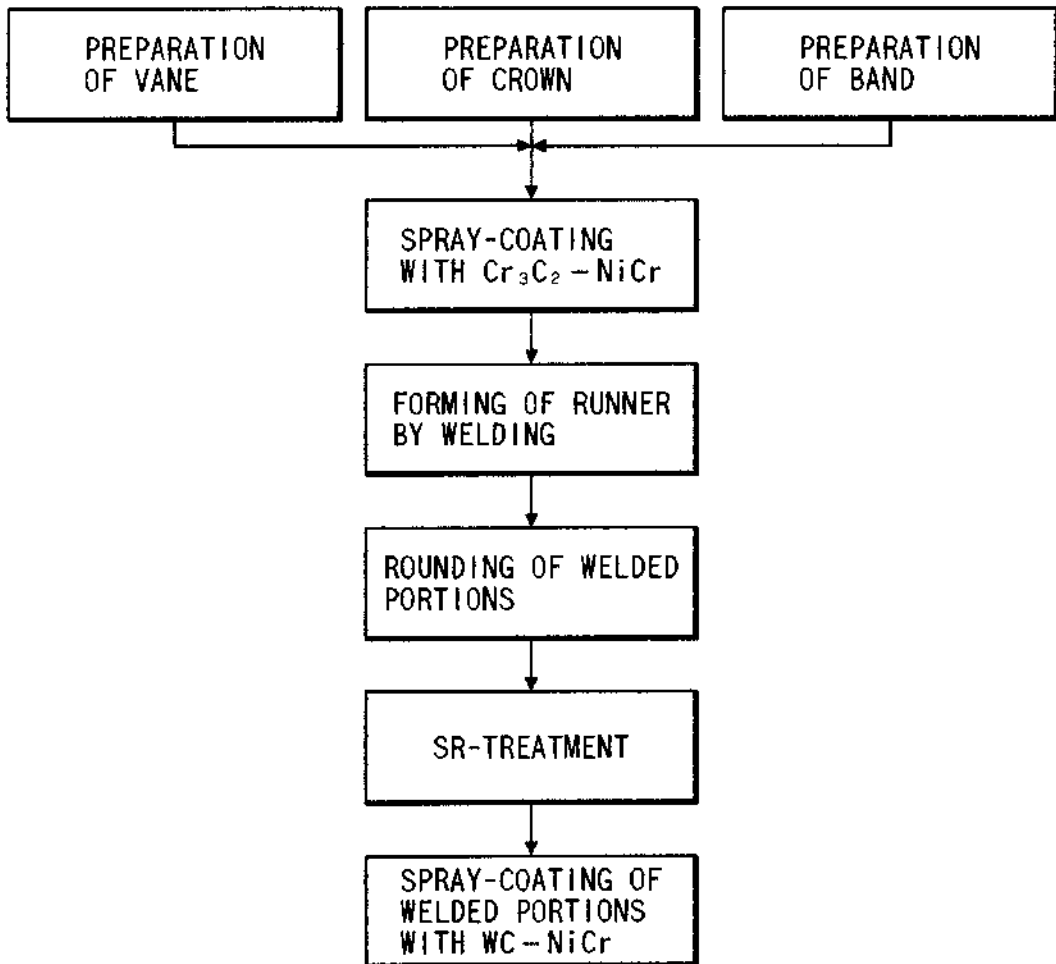 PREPARATION
OF VANE
PREPARATION
OF CROWN
PREPARATION
OF BAND
SPRAY-COATING
WITH Cr₃C₂-NiCr
FORMING OF RUNNER
BY WELDING
ROUNDING OF WELDED
PORTIONS
SR-TREATMENT
SPRAY-COATING OF
WELDED PORTIONS
WITH WC-NiCr